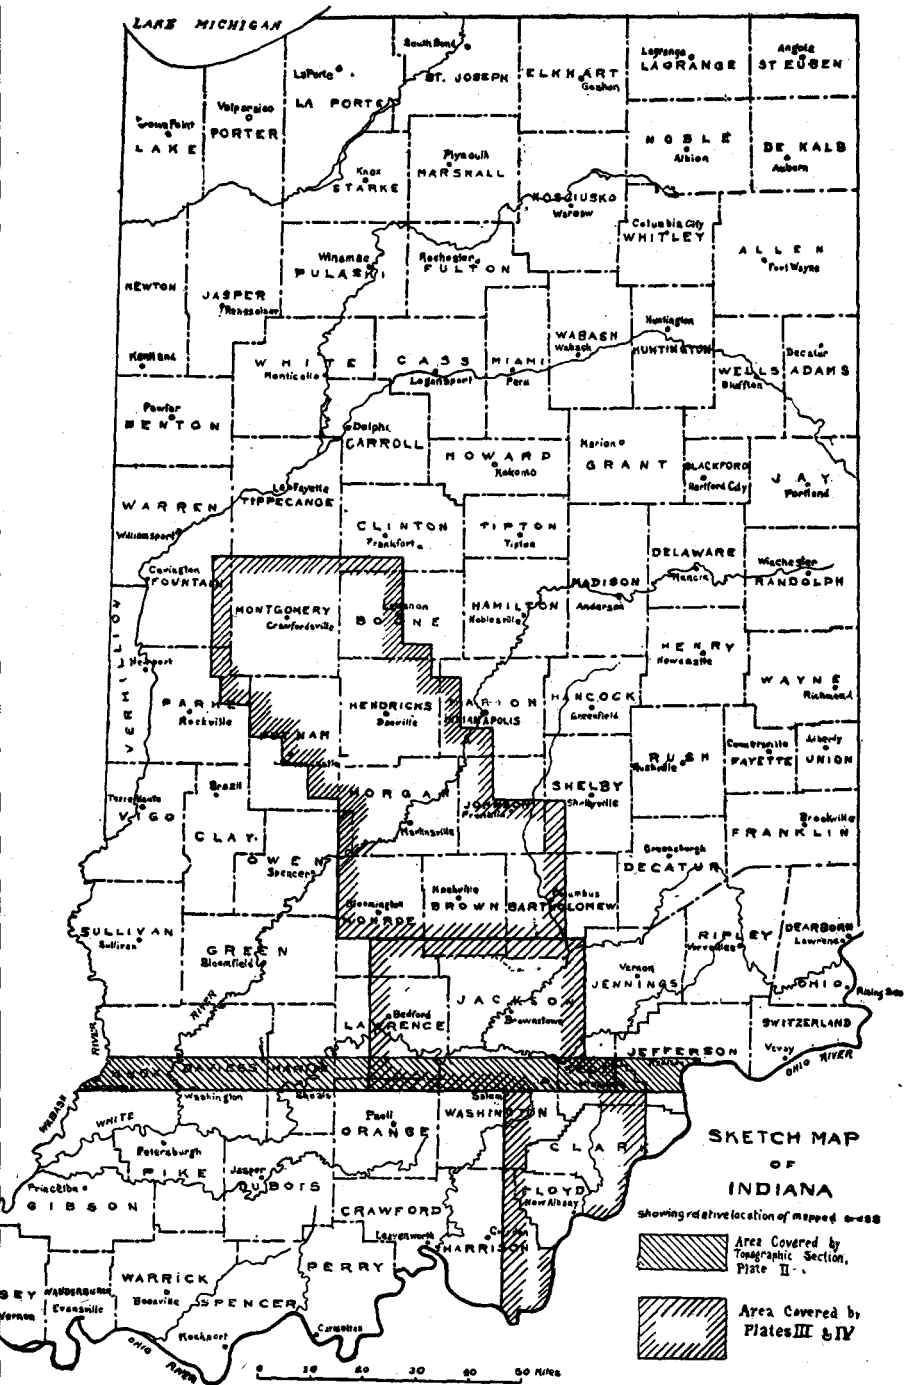 LAKE MICHIGAN
South Bend
ST. JOSEPH
ELKHART
Goshen
Lagrange
LAGRANGE
Angola
STEUBEN
LaPorte
LA PORTE
Valparaiso
PORTER
Crown Point
LAKE
Knox
STARKE
Plymouth
MARSHALL
NOBLE
Albion
DE KALB
Auburn
KOSCIUSKO
Warsaw
Columbia City
WHITLEY
ALLEN
Fort Wayne
Winamac
PULASKI
Rochester
FULTON
NEWTON
JASPER
Rensselaer
Kentland
WHITE
Monticello
CASS
Logansport
MIAMI
Peru
WABASH
Wabash
Huntington
HUNTINGTON
WELLS
Bluffton
Decatur
ADAMS
Fowler
BENTON
Delphi
CARROLL
HOWARD
Kokomo
Marion
GRANT
BLACKFORD
Hartford City
JAY
Portland
WARREN
Williamsport
LaFayette
TIPPECANOE
CLINTON
Frankfort
TIPTON
Tipton
Covington
FOUNTAIN
MONTGOMERY
Crawfordsville
Lebanon
BOONE
HAMILTON
Noblesville
MADISON
Anderson
DELAWARE
Muncie
Winchester
RANDOLPH
HENRY
Newcastle
WAYNE
Richmond
VERMILLION
Newport
PARKE
Rockville
HENDRICKS
Danville
MARION
INDIANAPOLIS
HANCOCK
Greenfield
RUSH
Rushville
FAYETTE
Liberty
UNION
Terre Haute
VIGO
Brazil
CLAY
OWEN
Spencer
MORGAN
Martinsville
JOHNSON
Franklin
SHELBY
Shelbyville
Greensburgh
DECATUR
Brookville
FRANKLIN
SULLIVAN
Sullivan
GREEN
Bloomfield
Bloomington
MONROE
Nashville
BROWN
BARTHOLOMEW
Vernon
JENNINGS
RIPLEY
Versailles
DEARBORN
OHIO
Rising Sun
SWITZERLAND
Vevay
OHIO RIVER
JACKSON
Brownstown
Bedford
LAWRENCE
JEFFERSON
RIVER
RIVER
KNOX
DAVIESS
MARTIN
WABASH
WHITE
Washington
Shoals
Paoli
ORANGE
Salem
WASHINGTON
CLAR
Petersburgh
PIKE
Jasper
DUBOIS
Princeton
GIBSON
CRAWFORD
Leavenworth
FLOYD
New Albany
HARRISON
PERRY
Cannelton
SEY
Vernon
VANDERBURG
Evansville
WARRICK
Boonville
SPENCER
Rockport
OHIO RIVER
SKETCH MAP
OF
INDIANA
showing relative location of mapped areas
Area Covered by
Topographic Section,
Plate II
Area Covered by
Plates III & IV
0 10 20 30 40 50 Miles